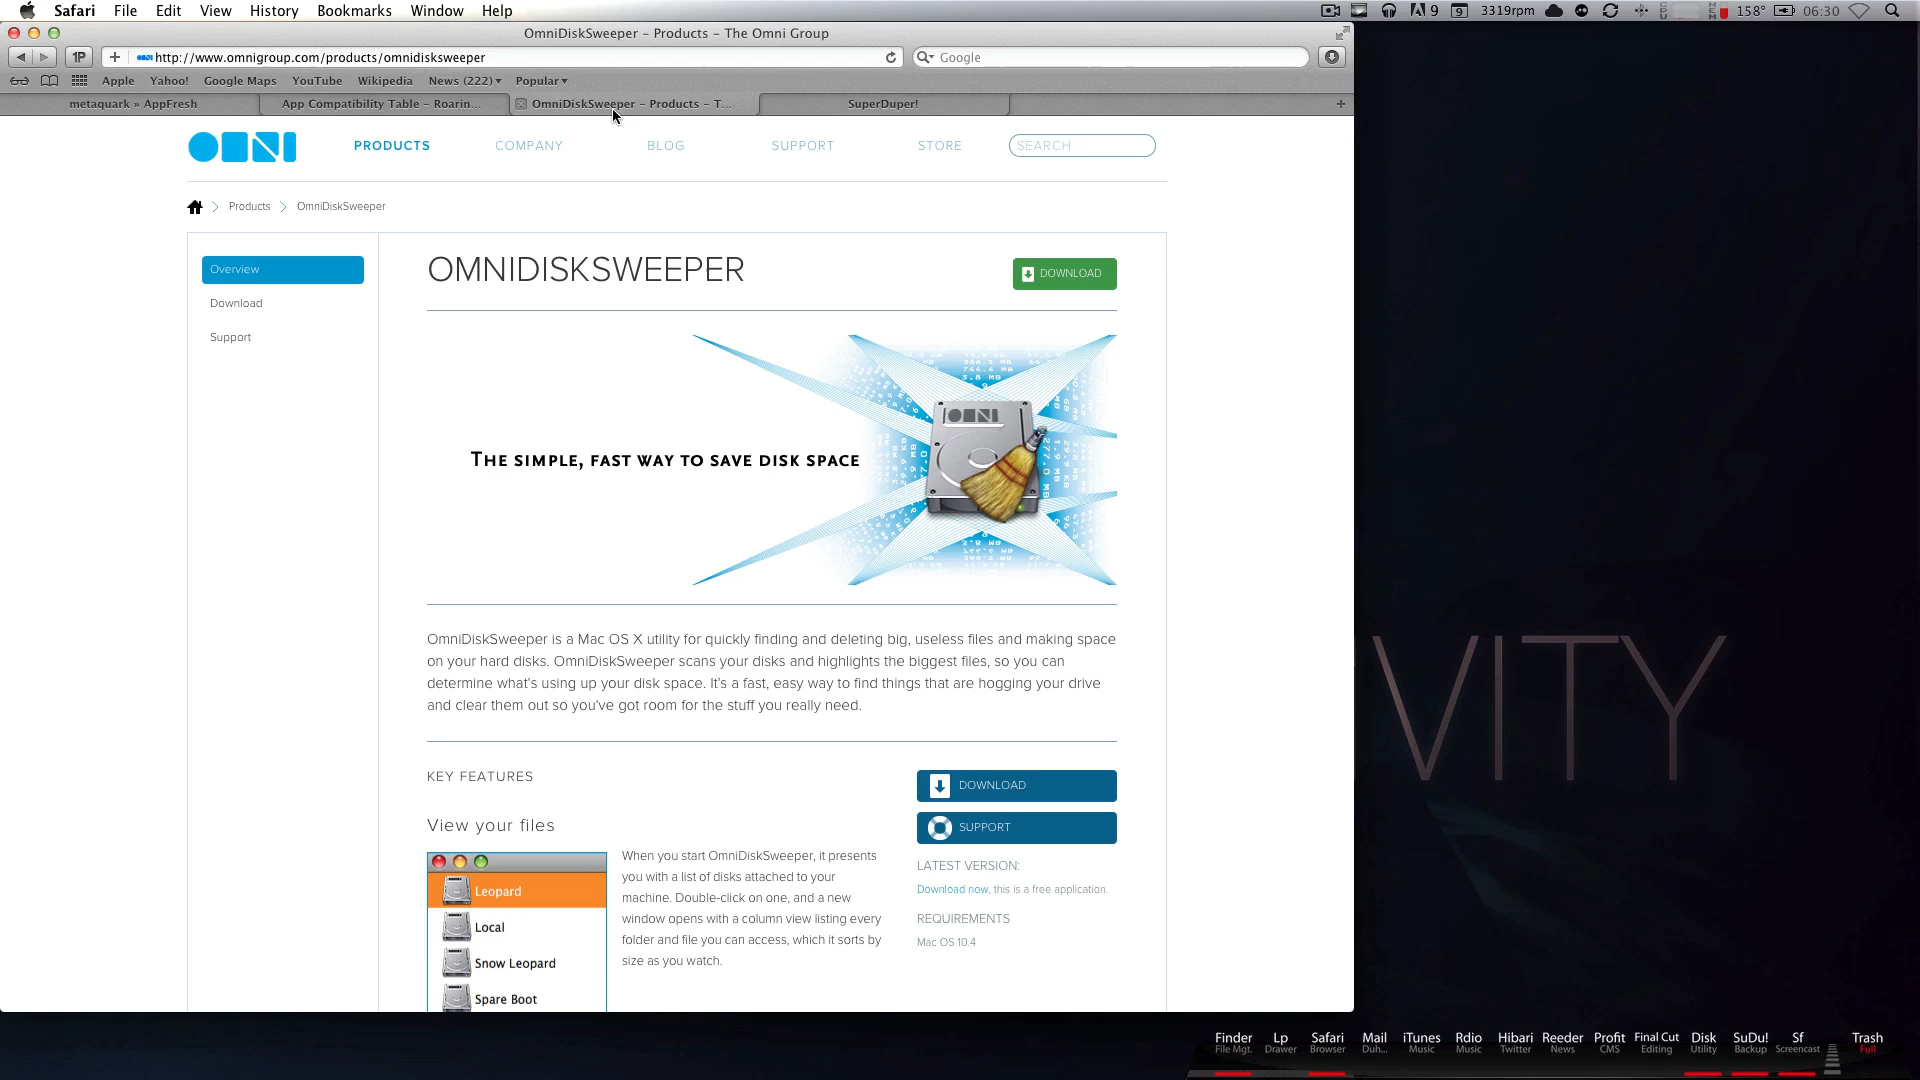 Safari File Edit View History Bookmarks Window Help 9 9 3319rpm 158° 06:30
OmniDiskSweeper – Products – The Omni Group
1P + http://www.omnigroup.com/products/omnidisksweeper Google
Apple Yahoo! Google Maps YouTube Wikipedia News (222) Popular
metaquark » AppFresh App Compatibility Table – Roarin... OmniDiskSweeper – Products – T... SuperDuper! +
OMNI PRODUCTS COMPANY BLOG SUPPORT STORE SEARCH
Products OmniDiskSweeper
Overview
Download
Support
OMNIDISKSWEEPER
DOWNLOAD
OMNI
THE SIMPLE, FAST WAY TO SAVE DISK SPACE
OmniDiskSweeper is a Mac OS X utility for quickly finding and deleting big, useless files and making space
on your hard disks. OmniDiskSweeper scans your disks and highlights the biggest files, so you can
determine what's using up your disk space. It's a fast, easy way to find things that are hogging your drive
and clear them out so you've got room for the stuff you really need.
KEY FEATURES
View your files
Leopard
Local
Snow Leopard
Spare Boot
When you start OmniDiskSweeper, it presents
you with a list of disks attached to your
machine. Double-click on one, and a new
window opens with a column view listing every
folder and file you can access, which it sorts by
size as you watch.
DOWNLOAD
SUPPORT
LATEST VERSION:
Download now, this is a free application.
REQUIREMENTS
Mac OS 10.4
VITY
Finder Lp Safari Mail iTunes Rdio Hibari Reeder Profit Final Cut Disk SuDu! Sf Trash
File Mgt. Drawer Browser Duh... Music Music Twitter News CMS Editing Utility Backup Screencast Full